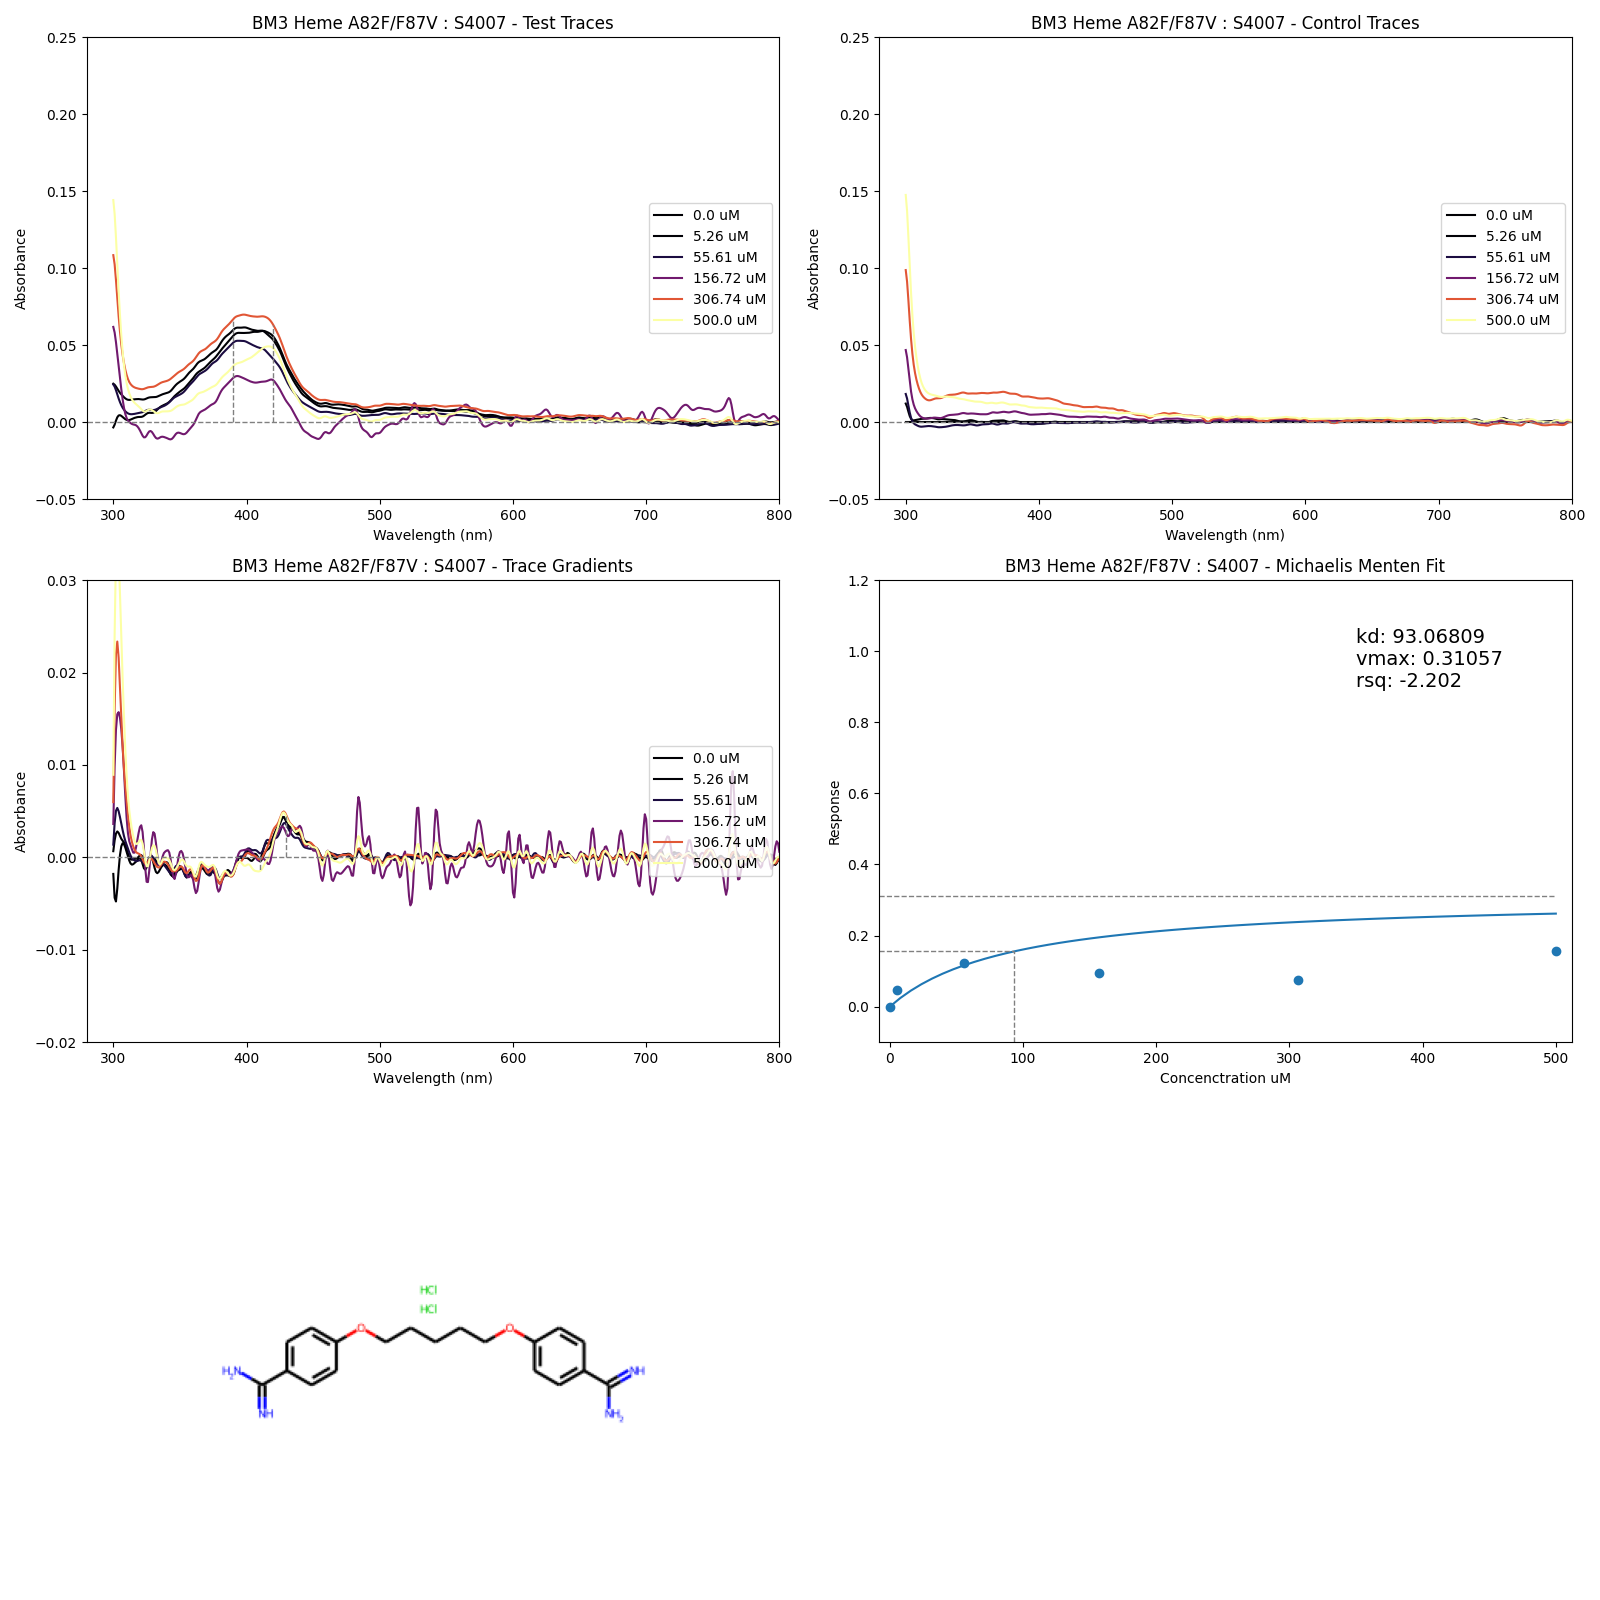 BM3 Heme A82F/F87V : S4007 - Test Traces
0.25
0.20
0.15
0.10
0.05
0.00
−0.05
Absorbance
300 400 500 600 700 800
Wavelength (nm)
0.0 uM
5.26 uM
55.61 uM
156.72 uM
306.74 uM
500.0 uM
BM3 Heme A82F/F87V : S4007 - Control Traces
0.25
0.20
0.15
0.10
0.05
0.00
−0.05
Absorbance
300 400 500 600 700 800
Wavelength (nm)
0.0 uM
5.26 uM
55.61 uM
156.72 uM
306.74 uM
500.0 uM
BM3 Heme A82F/F87V : S4007 - Trace Gradients
0.03
0.02
0.01
0.00
−0.01
−0.02
Absorbance
300 400 500 600 700 800
Wavelength (nm)
0.0 uM
5.26 uM
55.61 uM
156.72 uM
306.74 uM
500.0 uM
BM3 Heme A82F/F87V : S4007 - Michaelis Menten Fit
1.2
1.0
0.8
0.6
0.4
0.2
0.0
Response
0 100 200 300 400 500
Concenctration uM
kd: 93.06809
vmax: 0.31057
rsq: -2.202
HCl
HCl
O
O
H2N
NH
NH
NH2